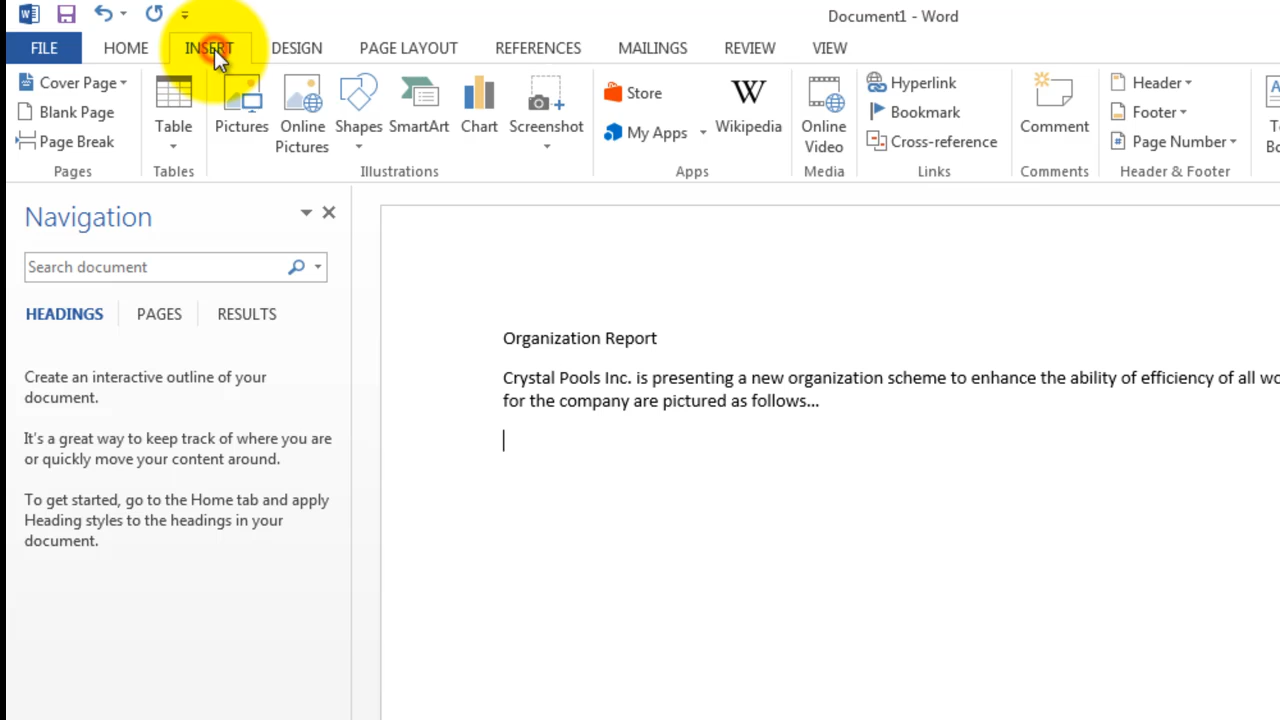 Document1 - Word
FILE HOME INSERT DESIGN PAGE LAYOUT REFERENCES MAILINGS REVIEW VIEW
Cover Page
Blank Page
Page Break
Pages
Table
Tables
Pictures
Online
Pictures
Shapes
SmartArt
Chart
Screenshot
Illustrations
Store
My Apps
Wikipedia
Apps
Online
Video
Media
Hyperlink
Bookmark
Cross-reference
Links
Comment
Comments
Header
Footer
Page Number
Header & Footer
Navigation
Search document
HEADINGS PAGES RESULTS
Create an interactive outline of your
document.
It's a great way to keep track of where you are
or quickly move your content around.
To get started, go to the Home tab and apply
Heading styles to the headings in your
document.
Organization Report
Crystal Pools Inc. is presenting a new organization scheme to enhance the ability of efficiency of all wo
for the company are pictured as follows...